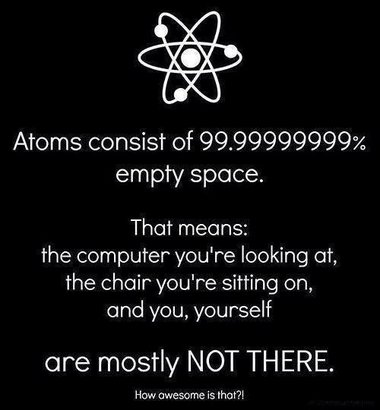 Atoms consist of 99.99999999%
empty space.
That means:
the computer you're looking at,
the chair you're sitting on,
and you, yourself
are mostly NOT THERE.
How awesome is that?!